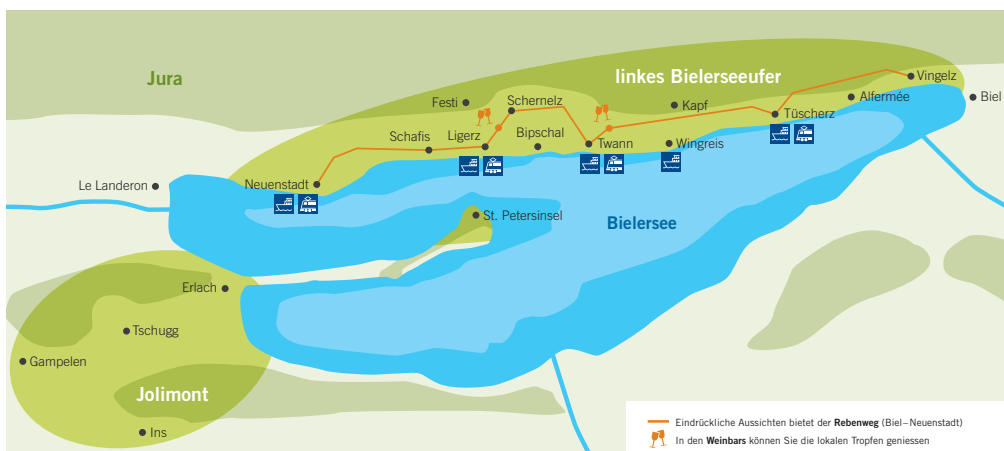 Jura
linkes Bielerseeufer
Vingelz
Biel
Alfermée
Festi
Schernelz
Kapf
Tüscherz
Schafis
Ligerz
Bipschal
Twann
Wingreis
Le Landeron
Neuenstadt
St. Petersinsel
Bielersee
Erlach
Tschugg
Gampelen
Jolimont
Ins
Eindrückliche Aussichten bietet der Rebenweg (Biel–Neuenstadt)
In den Weinbars können Sie die lokalen Tropfen geniessen